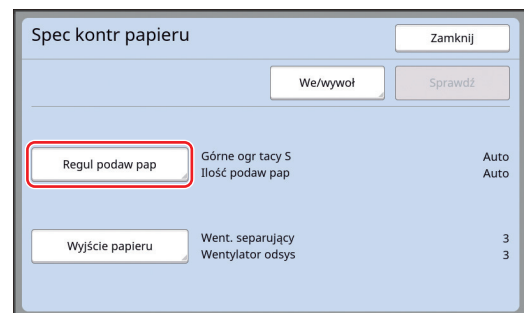 Spec kontr papieru
Zamknij
We/wywoł
Sprawdź
Regul podaw pap
Górne ogr tacy S Auto
Ilość podaw pap Auto
Wyjście papieru
Went. separujący 3
Wentylator odsys 3